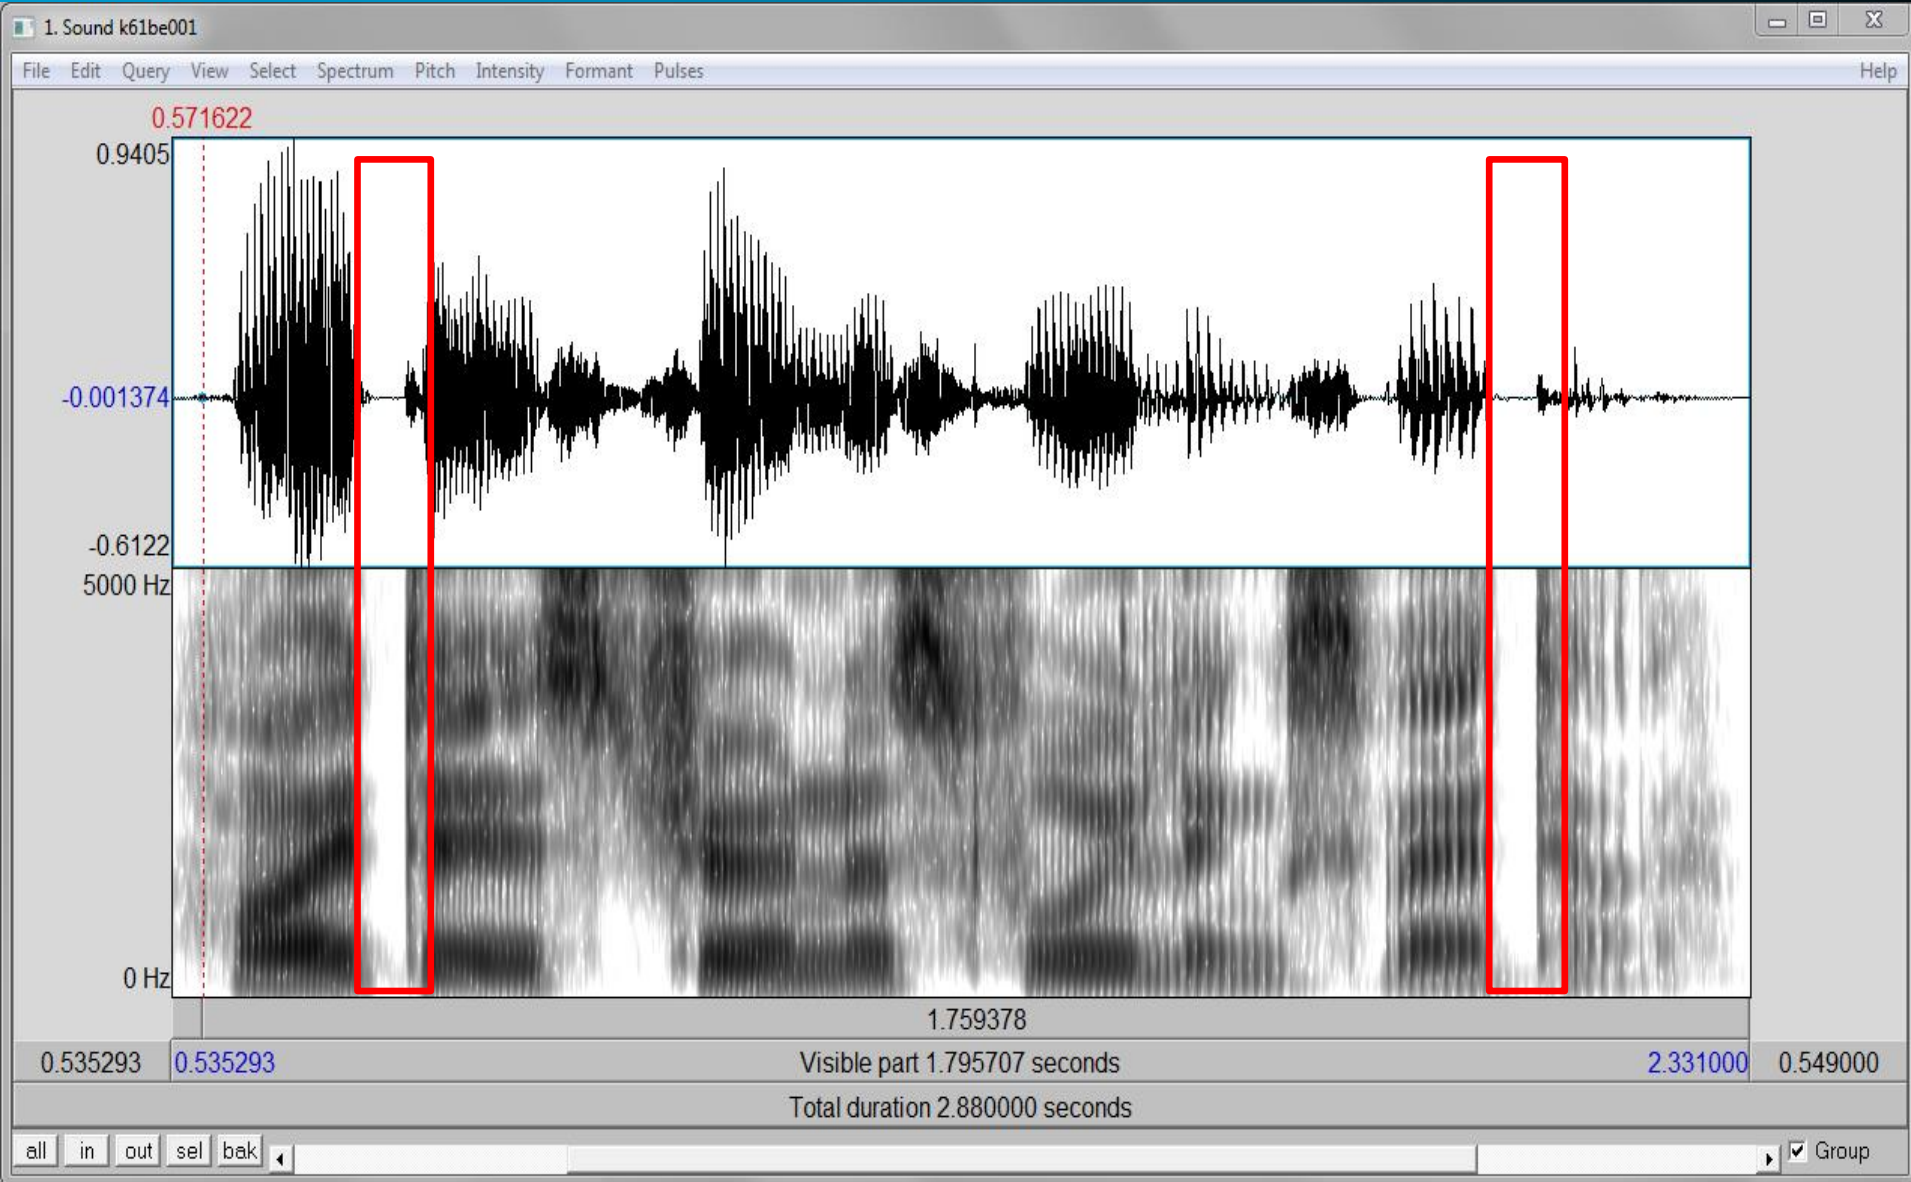 1. Sound k61be001
File Edit Query View Select Spectrum Pitch Intensity Formant Pulses Help
0.571622
0.9405
-0.001374
-0.6122
5000 Hz
0 Hz
1.759378
0.535293 0.535293 Visible part 1.795707 seconds 2.331000 0.549000
Total duration 2.880000 seconds
all in out sel bak Group